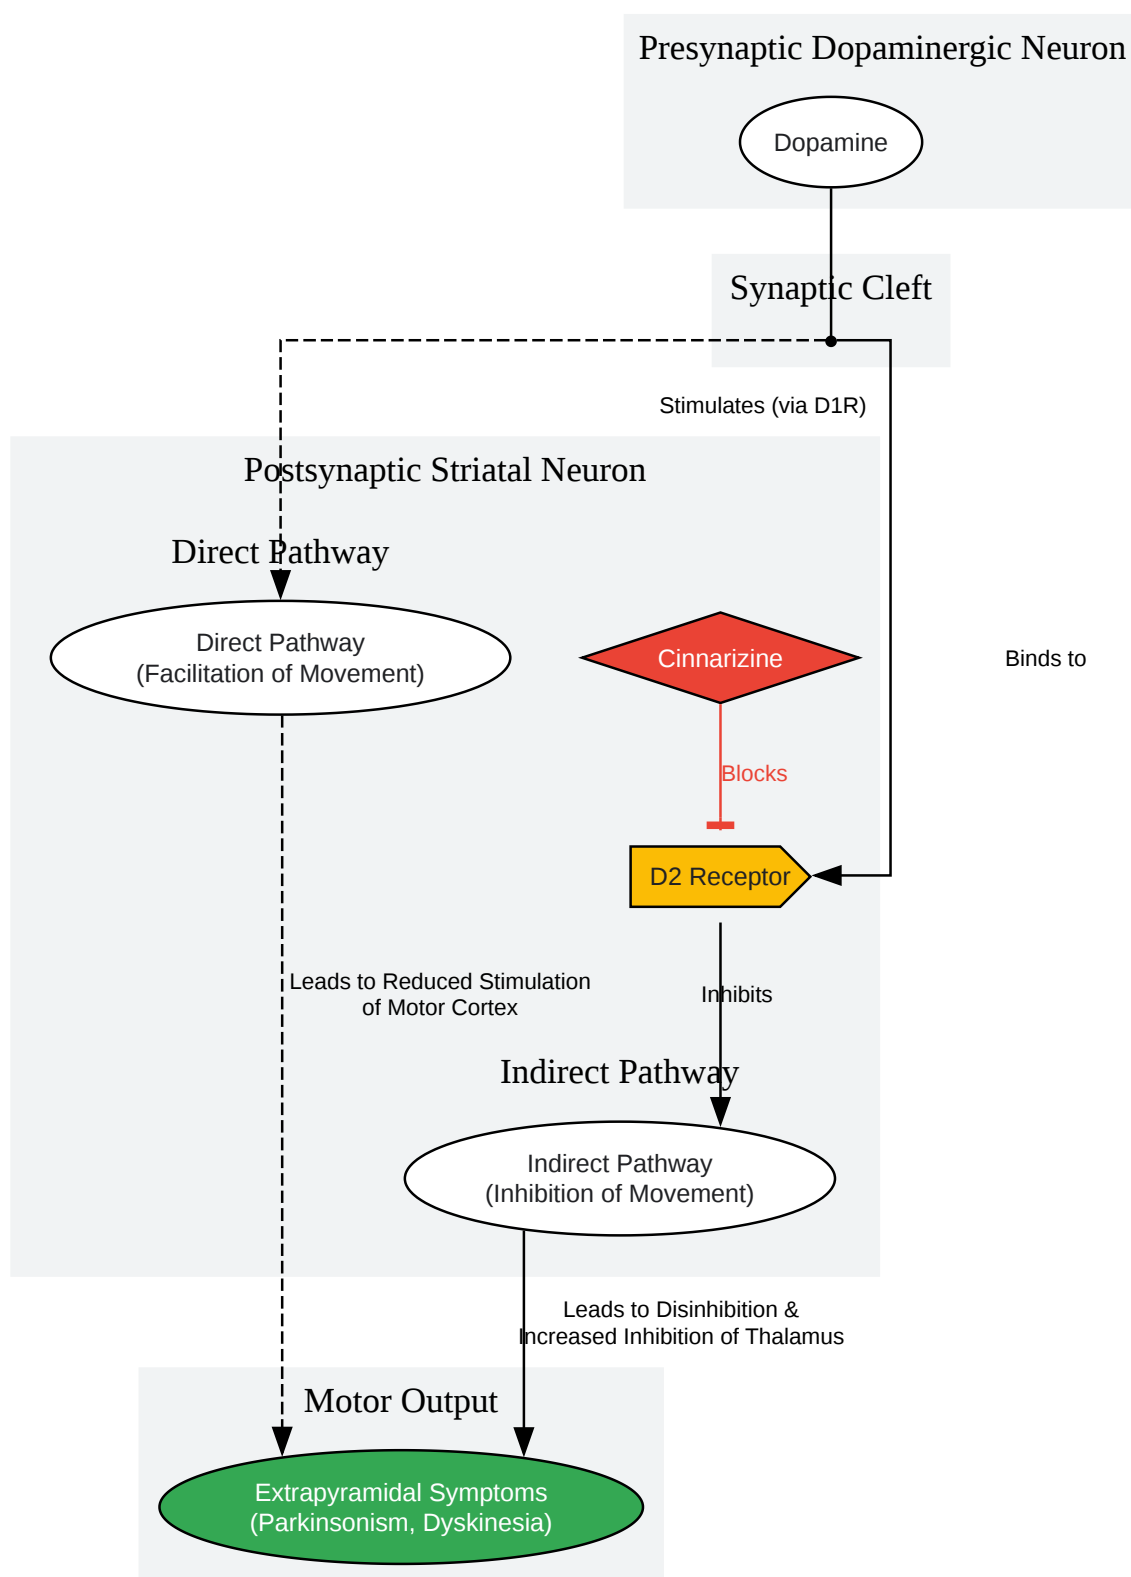 Presynaptic Dopaminergic Neuron
Dopamine
Synaptic Cleft
Stimulates (via D1R)
Postsynaptic Striatal Neuron
Direct Pathway
Direct Pathway
(Facilitation of Movement)
Cinnarizine
Binds to
Blocks
D2 Receptor
Leads to Reduced Stimulation
of Motor Cortex
Inhibits
Indirect Pathway
Indirect Pathway
(Inhibition of Movement)
Leads to Disinhibition &
Increased Inhibition of Thalamus
Motor Output
Extrapyramidal Symptoms
(Parkinsonism, Dyskinesia)